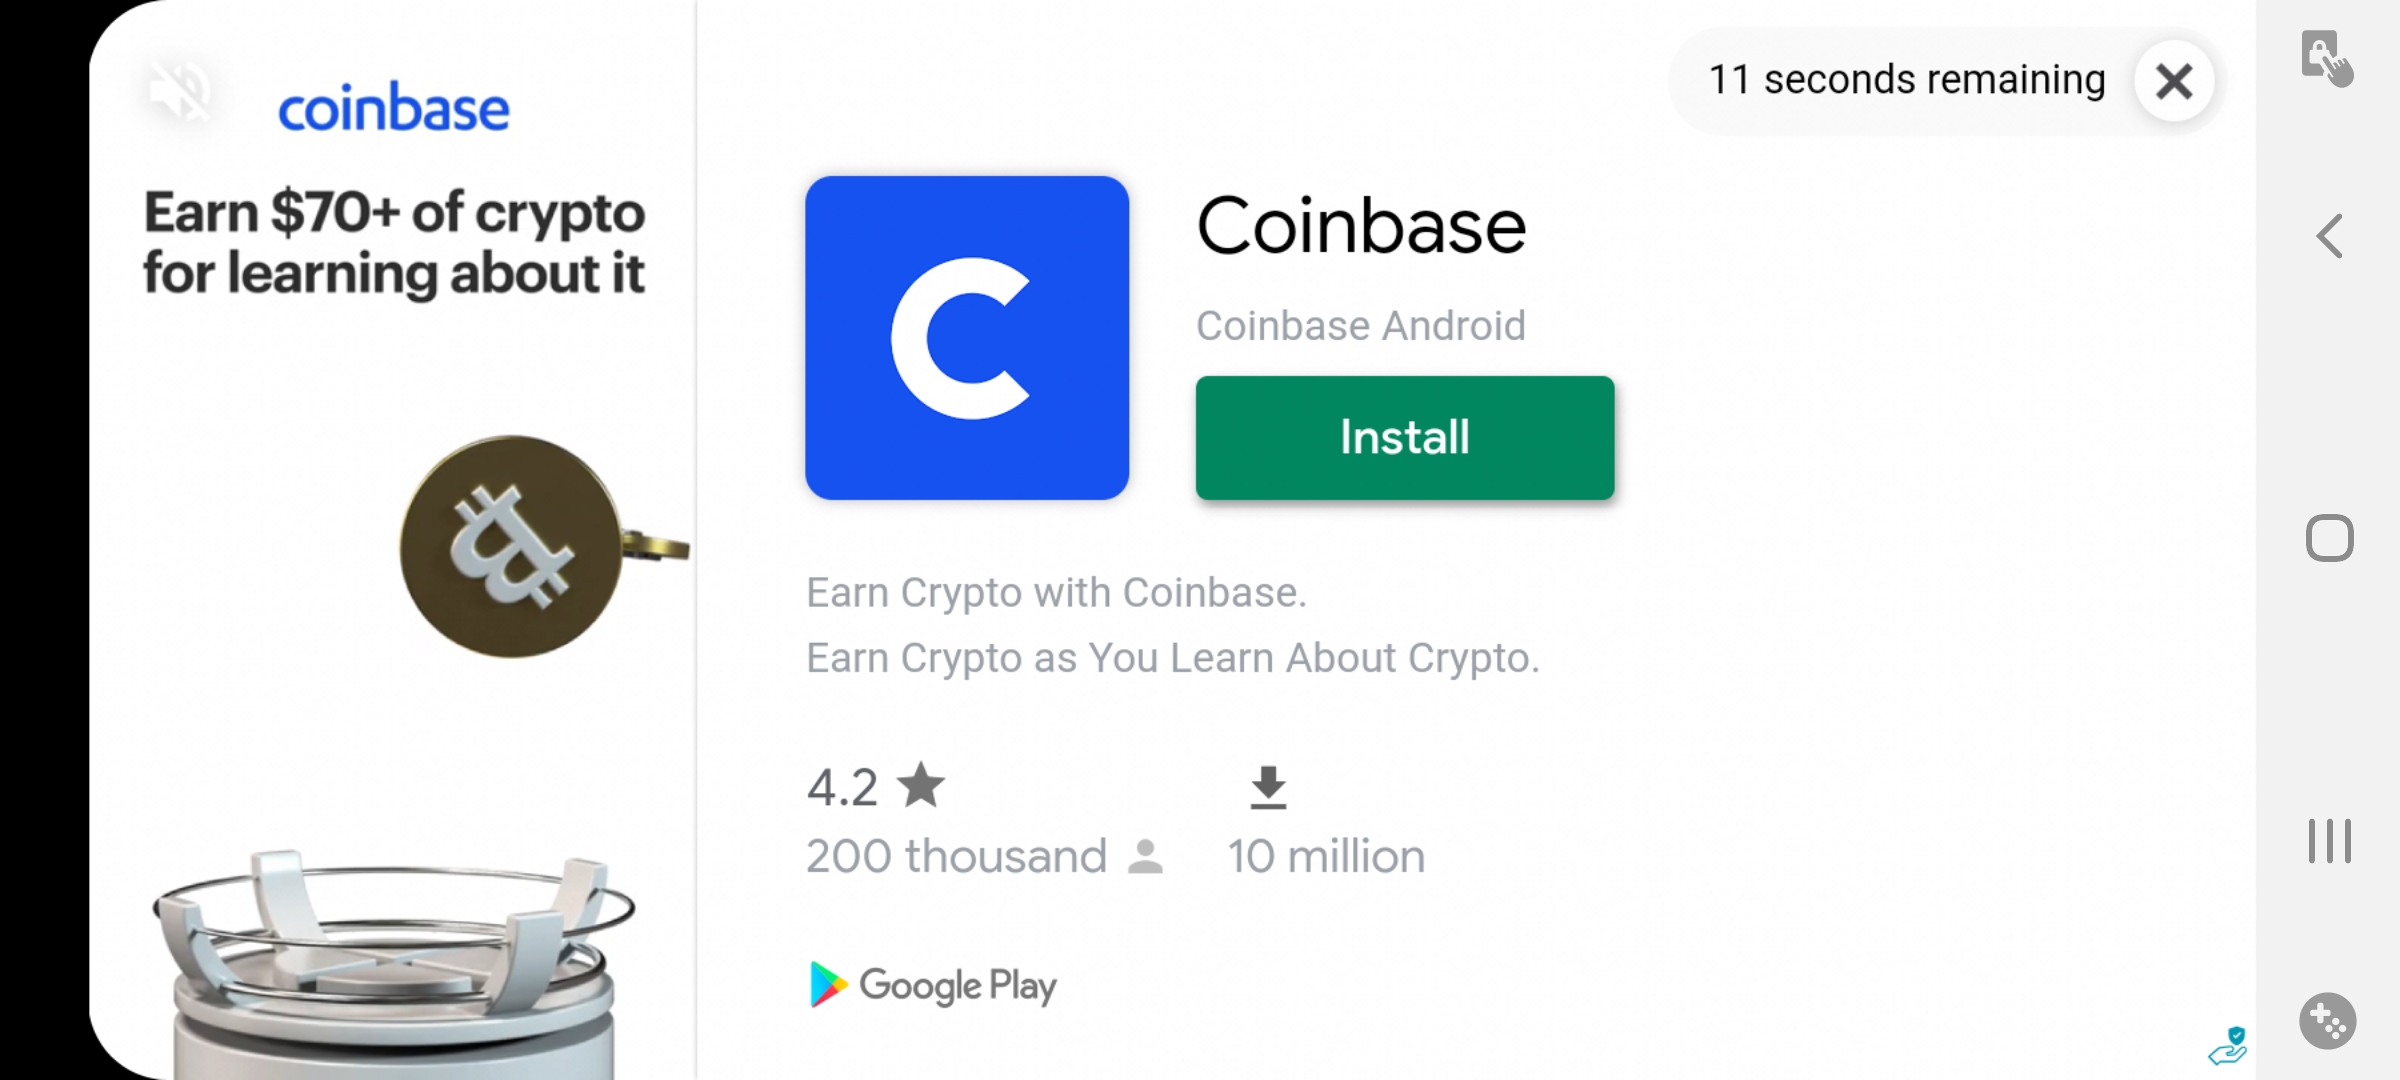 coinbase
Earn $70+ of crypto
for learning about it
11 seconds remaining
Coinbase
Coinbase Android
Install
Earn Crypto with Coinbase.
Earn Crypto as You Learn About Crypto.
4.2
200 thousand
10 million
Google Play